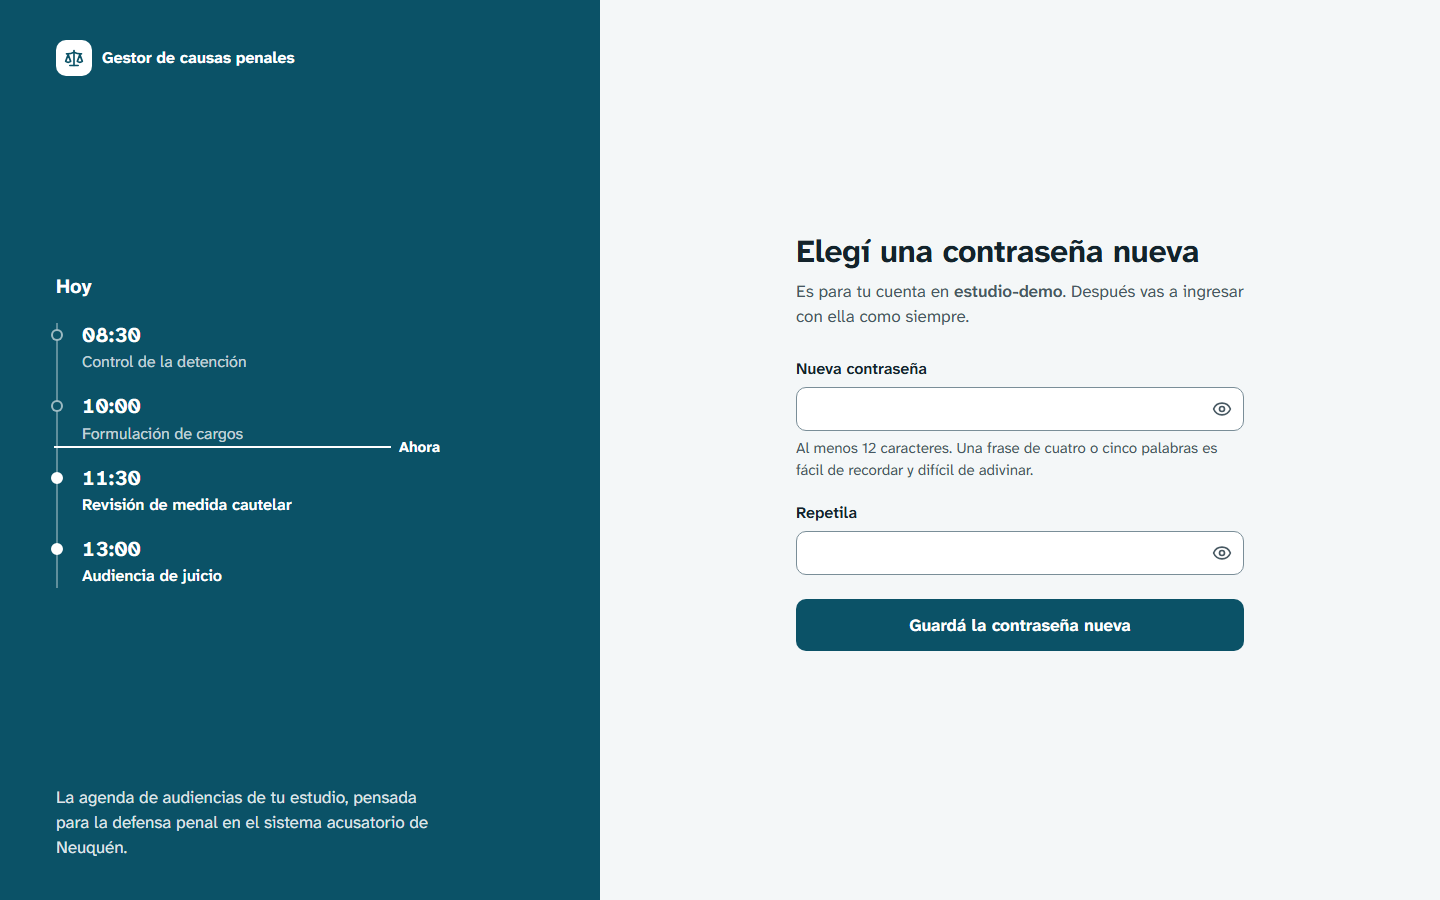 Gestor de causas penales
Hoy
08:30
Control de la detención
10:00
Formulación de cargos
Ahora
11:30
Revisión de medida cautelar
13:00
Audiencia de juicio
La agenda de audiencias de tu estudio, pensada
para la defensa penal en el sistema acusatorio de
Neuquén.
Elegí una contraseña nueva
Es para tu cuenta en estudio-demo. Después vas a ingresar
con ella como siempre.
Nueva contraseña
Al menos 12 caracteres. Una frase de cuatro o cinco palabras es
fácil de recordar y difícil de adivinar.
Repetila
Guardá la contraseña nueva